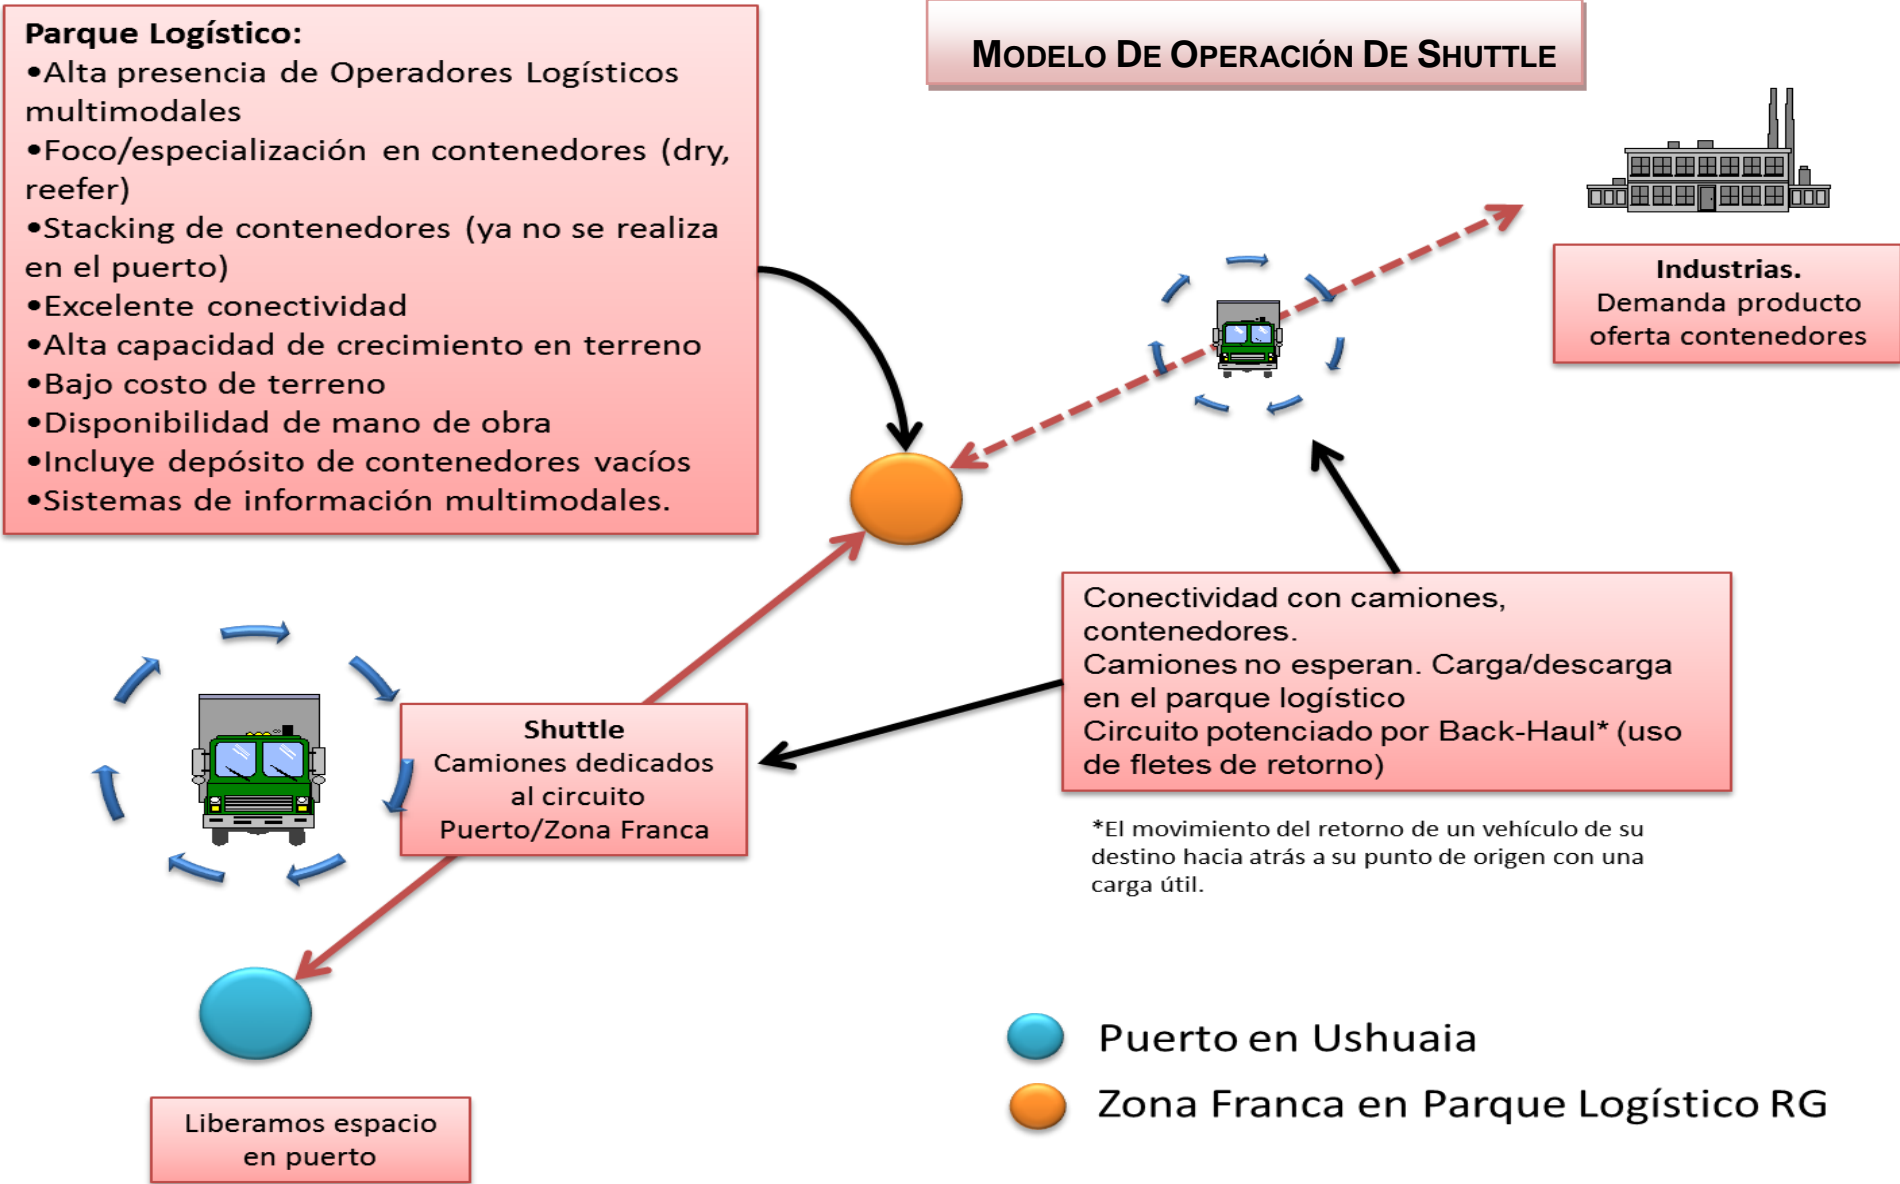 MODELO DE OPERACIÓN DE SHUTTLE
Parque Logístico:
•Alta presencia de Operadores Logísticos
multimodales
•Foco/especialización en contenedores (dry,
reefer)
•Stacking de contenedores (ya no se realiza
en el puerto)
•Excelente conectividad
•Alta capacidad de crecimiento en terreno
•Bajo costo de terreno
•Disponibilidad de mano de obra
•Incluye depósito de contenedores vacíos
•Sistemas de información multimodales.
Industrias.
Demanda producto
oferta contenedores
Conectividad con camiones,
contenedores.
Camiones no esperan. Carga/descarga
en el parque logístico
Circuito potenciado por Back-Haul* (uso
de fletes de retorno)
Shuttle
Camiones dedicados
al circuito
Puerto/Zona Franca
*El movimiento del retorno de un vehículo de su
destino hacia atrás a su punto de origen con una
carga útil.
Puerto en Ushuaia
Zona Franca en Parque Logístico RG
Liberamos espacio
en puerto